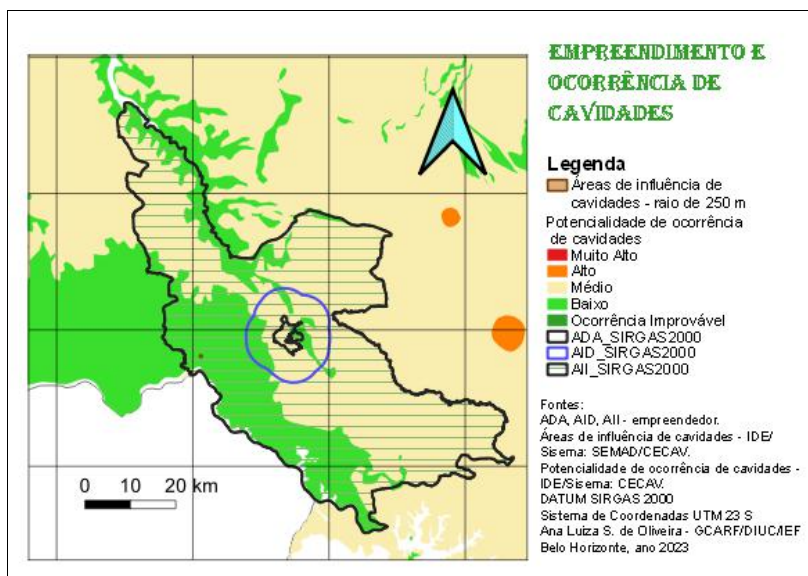 EMPREENDIMENTO E
OCORRÊNCIA DE
CAVIDADES
Legenda
Áreas de influência de
cavidades - raio de 250 m
Potencialidade de ocorrência
de cavidades
Muito Alto
Alto
Médio
Baixo
Ocorrência Improvável
ADA_SIRGAS2000
AID_SIRGAS2000
AII_SIRGAS2000
Fontes:
ADA, AID, AII - empreendedor.
Áreas de influência de cavidades - IDE/
Sisema: SEMAD/CECAV.
Potencialidade de ocorrência de cavidades -
IDE/Sisema: CECAV.
DATUM SIRGAS 2000
Sistema de Coordenadas UTM 23 S
Ana Luiza S. de Oliveira - GCARF/DIUC/IEF
Belo Horizonte, ano 2023
0 10 20 km